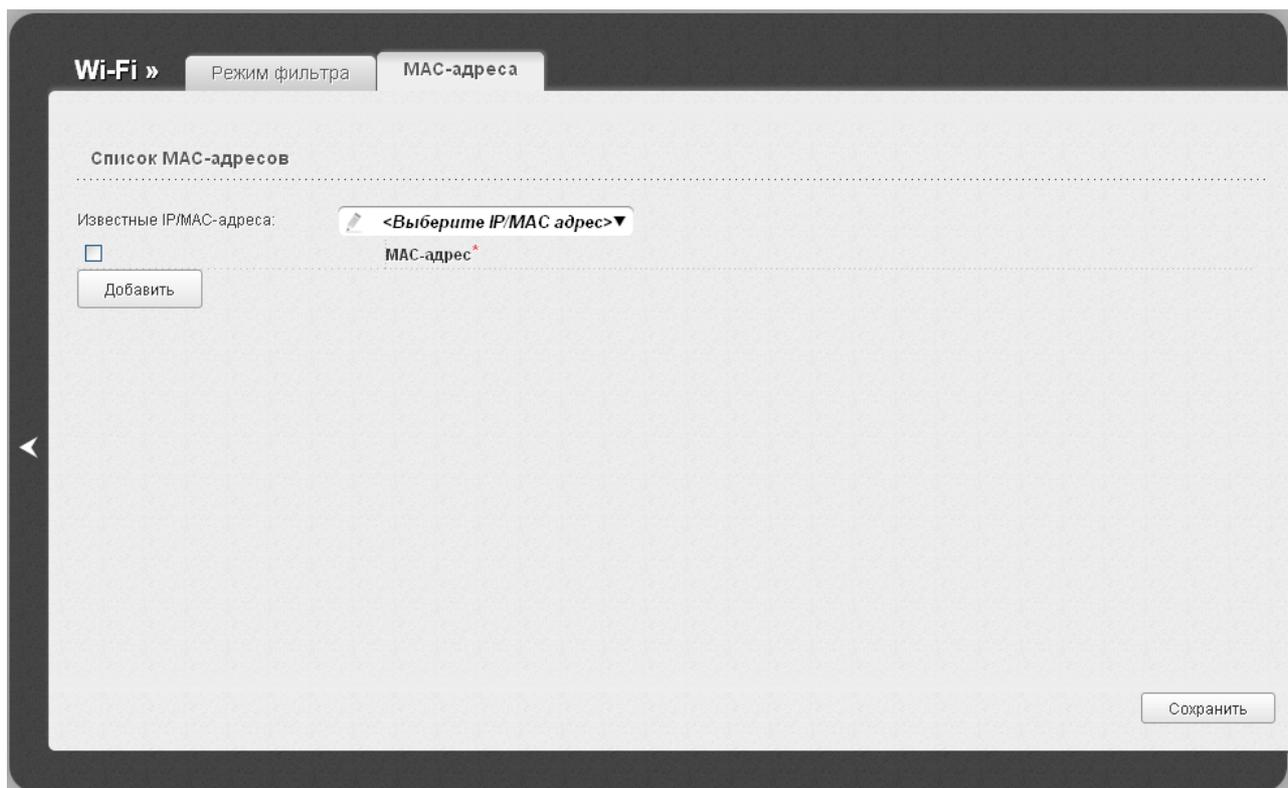 Wi-Fi »
Режим фильтра
MAC-адреса
Список MAC-адресов
Известные IP/MAC-адреса:
<Выберите IP/MAC адрес>▼
MAC-адрес*
Добавить
Сохранить